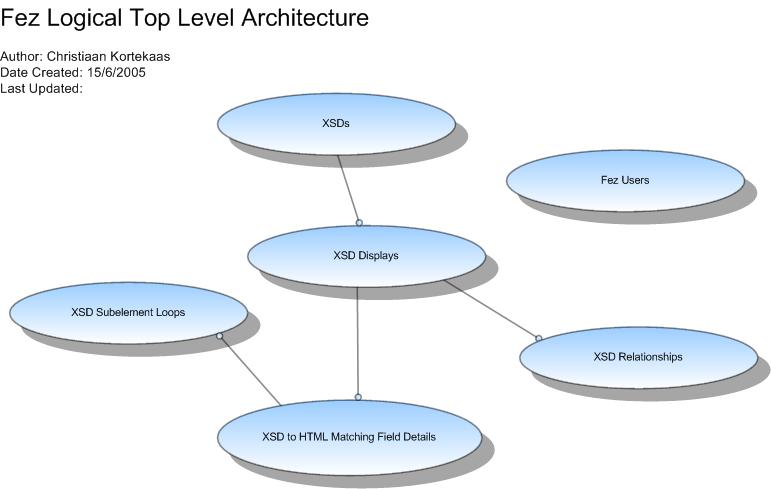 Fez Logical Top Level Architecture
Author: Christiaan Kortekaas
Date Created: 15/6/2005
Last Updated:
XSDs
Fez Users
XSD Displays
XSD Subelement Loops
XSD Relationships
XSD to HTML Matching Field Details